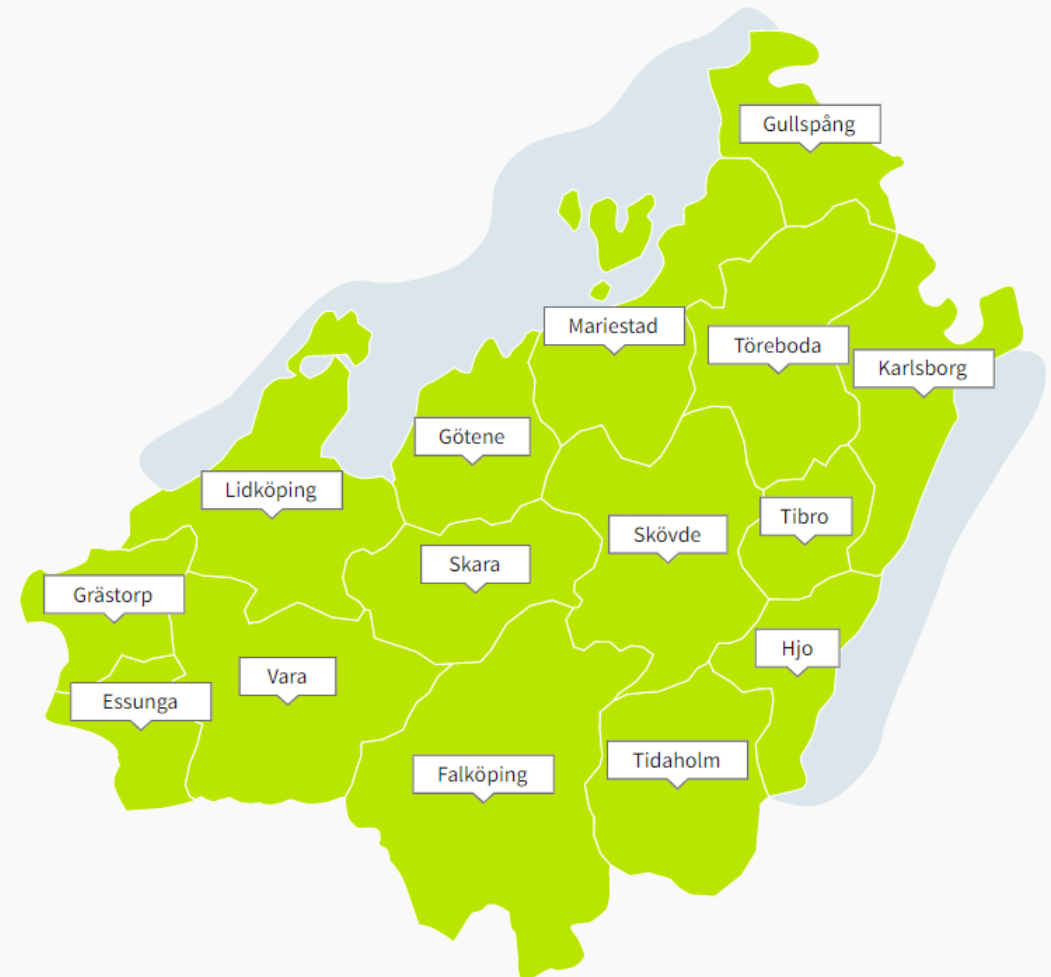 Gullspång
Mariestad
Töreboda
Karlsborg
Götene
Lidköping
Tibro
Skövde
Skara
Grästorp
Hjo
Vara
Essunga
Tidaholm
Falköping